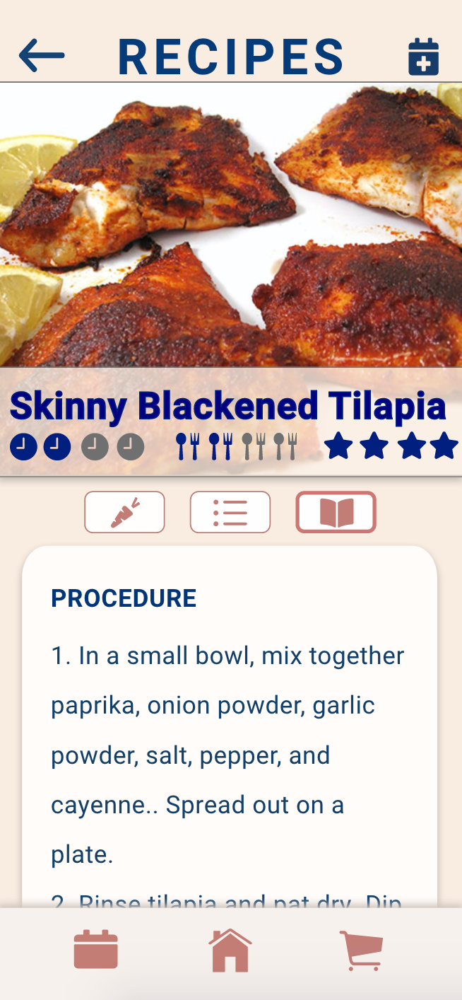 RECIPES
Skinny Blackened Tilapia
PROCEDURE
1. In a small bowl, mix together
paprika, onion powder, garlic
powder, salt, pepper, and
cayenne.. Spread out on a
plate.
2. Rinse tilapia and pat dry. Dip